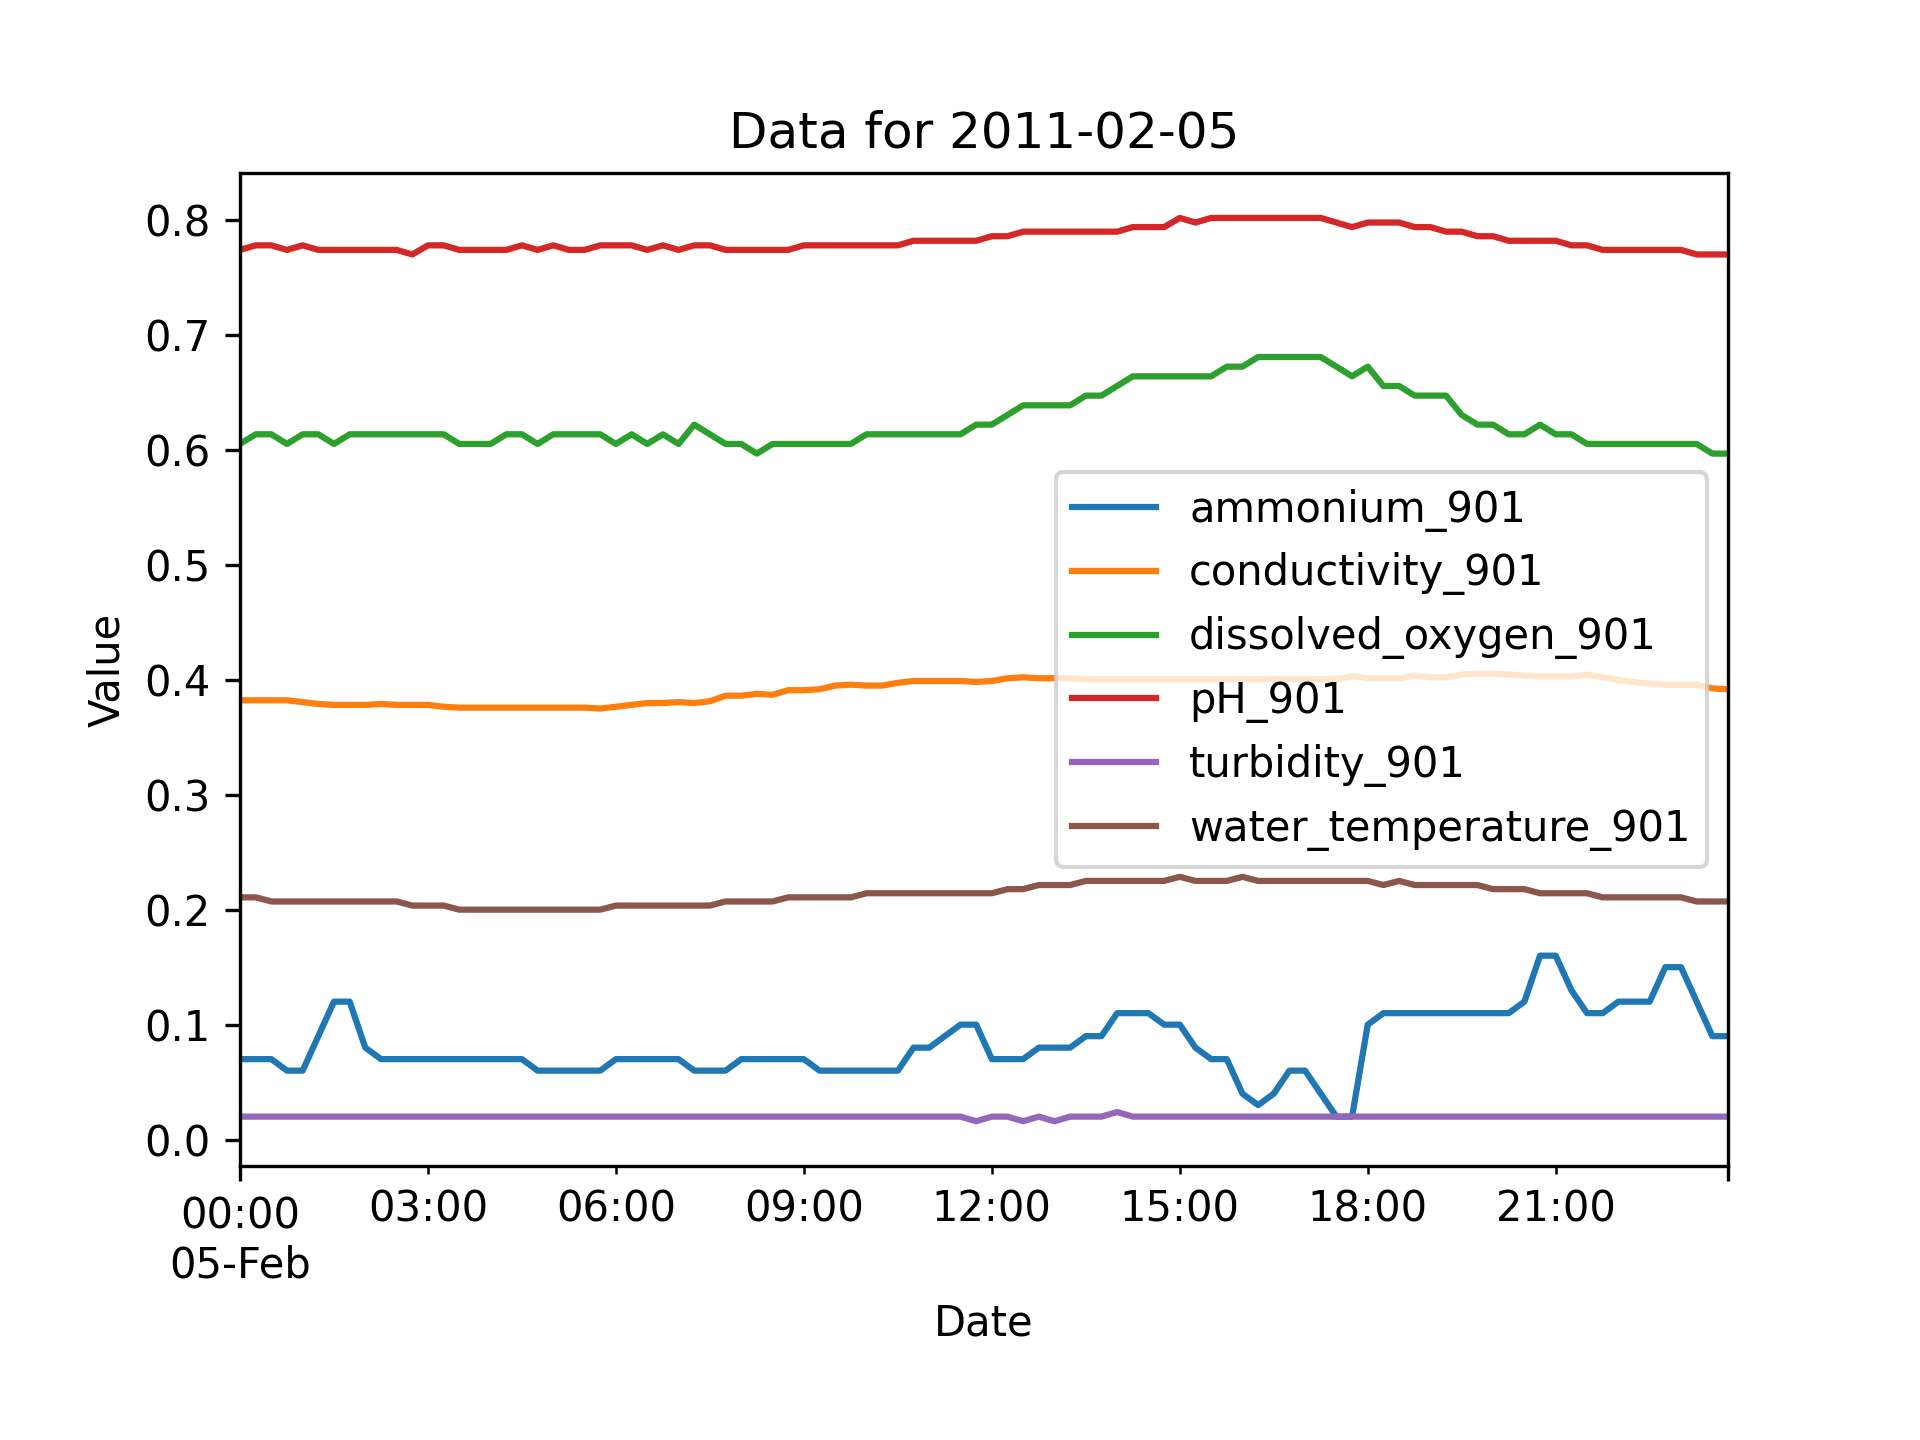 Data for 2011-02-05
Value
0.8
0.7
0.6
0.5
0.4
0.3
0.2
0.1
0.0
ammonium_901
conductivity_901
dissolved_oxygen_901
pH_901
turbidity_901
water_temperature_901
00:00 03:00 06:00 09:00 12:00 15:00 18:00 21:00
05-Feb
Date